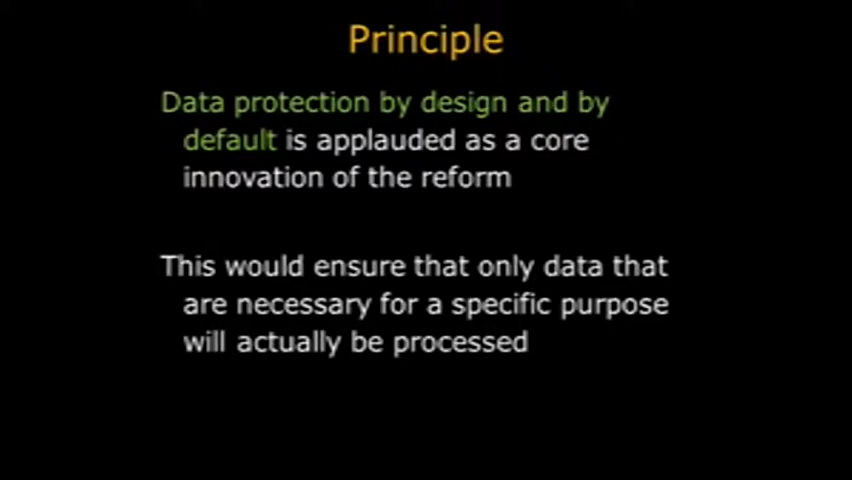 Principle
Data protection by design and by
default is applauded as a core
innovation of the reform
This would ensure that only data that
are necessary for a specific purpose
will actually be processed